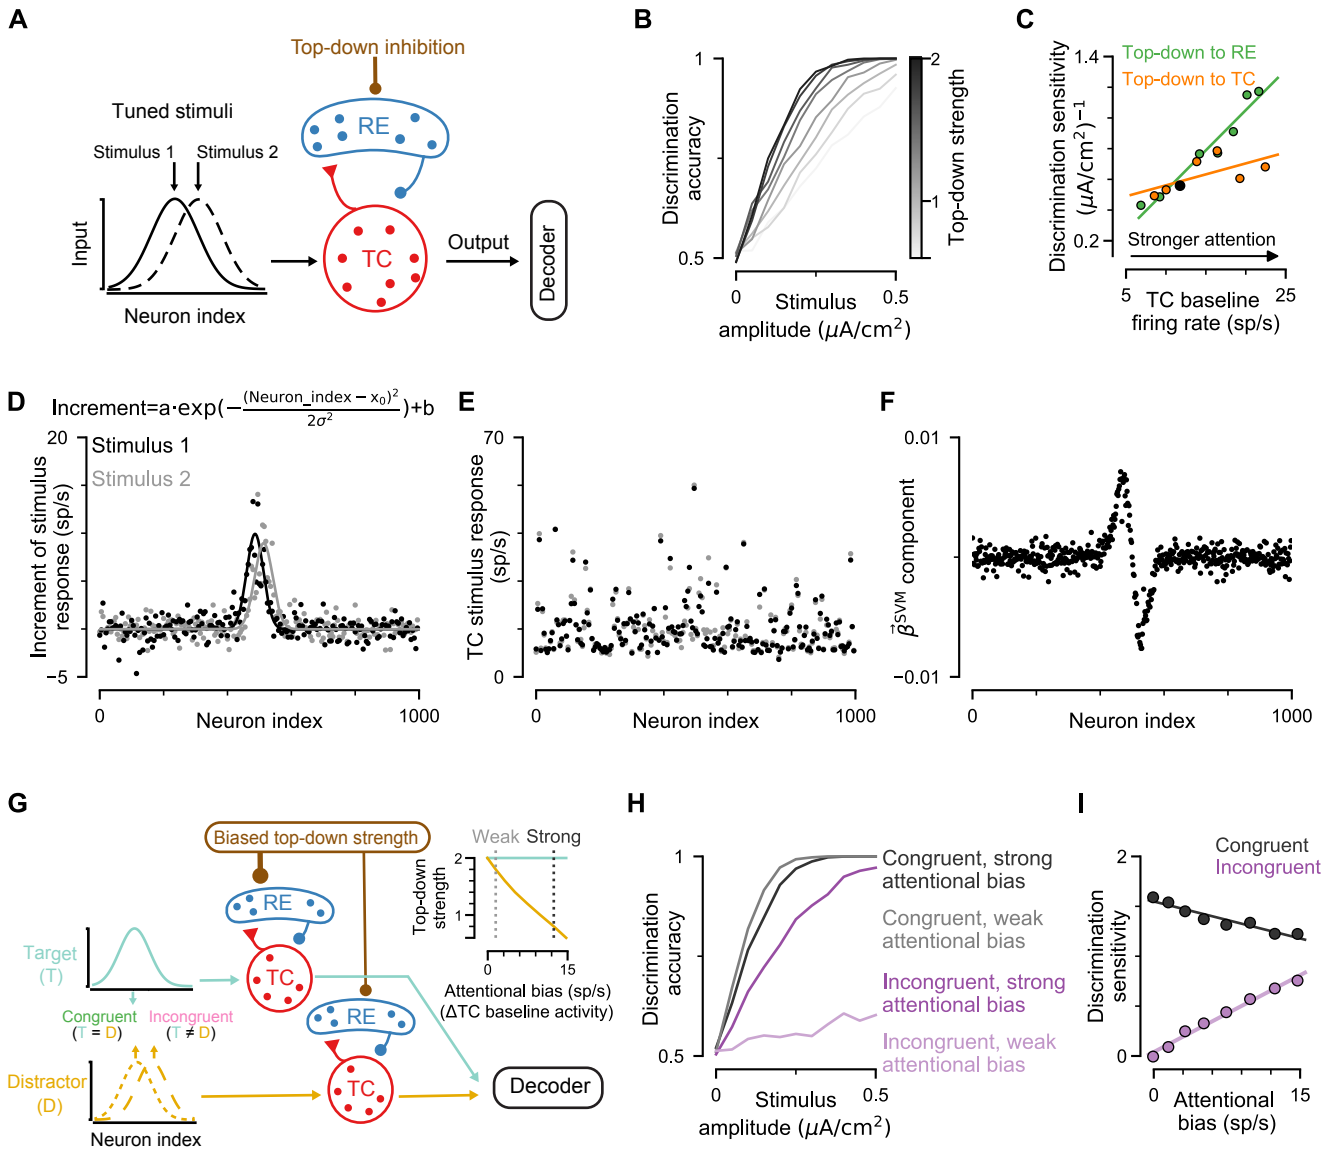 A
Top-down inhibition
RE
Tuned stimuli
Stimulus 1
Stimulus 2
Input
TC
Output
Decoder
Neuron index
B
1
Discrimination
accuracy
0.5
0
0.5
Stimulus
amplitude (μA/cm²)
2
1
Top-down strength
C
Discrimination sensitivity
(μA/cm²)⁻¹
1.4
0.2
Top-down to RE
Top-down to TC
Stronger attention
5
25
TC baseline
firing rate (sp/s)
D
Increment=a·exp(−(Neuron_index − x₀)²/2σ²)+b
20
Stimulus 1
Stimulus 2
Increment of stimulus
response (sp/s)
−5
0
1000
Neuron index
E
70
TC stimulus response
(sp/s)
0
0
1000
Neuron index
F
0.01
β⃗ˢⱽᴹ component
−0.01
0
1000
Neuron index
G
Biased top-down strength
Weak
Strong
2
1
Top-down
strength
0
15
Attentional bias (sp/s)
(ΔTC baseline activity)
RE
TC
Target
(T)
Congruent
(T = D)
Incongruent
(T ≠ D)
RE
TC
Distractor
(D)
Neuron index
Decoder
H
1
Discrimination
accuracy
0.5
0
0.5
Stimulus
amplitude (μA/cm²)
Congruent, strong
attentional bias
Congruent, weak
attentional bias
Incongruent, strong
attentional bias
Incongruent, weak
attentional bias
I
Congruent
Incongruent
2
Discrimination
sensitivity
0
0
15
Attentional
bias (sp/s)